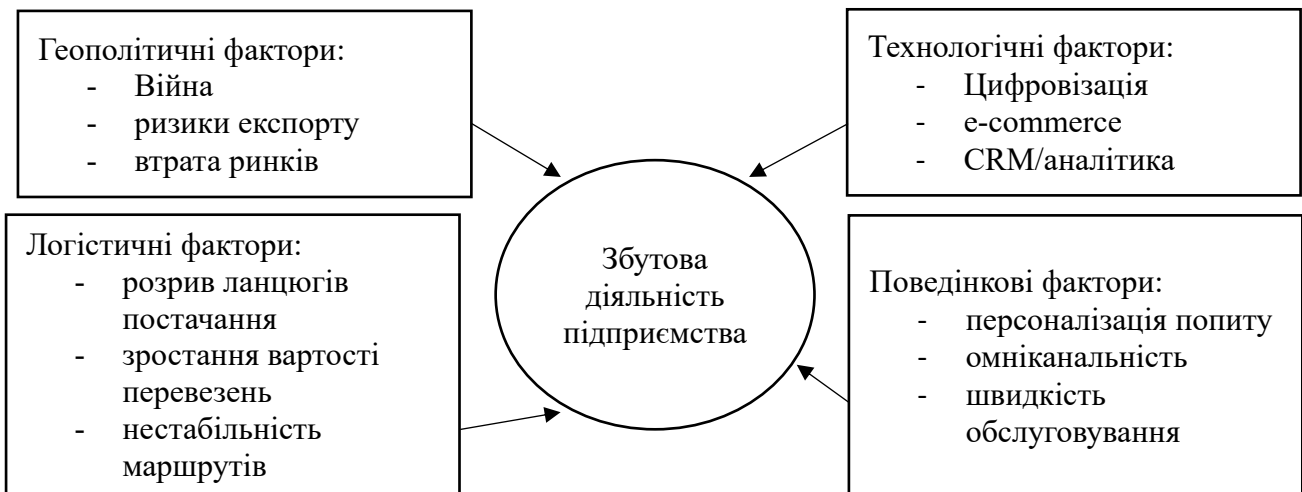 Геополітичні фактори:
- Війна
- ризики експорту
- втрата ринків
Технологічні фактори:
- Цифровізація
- e-commerce
- CRM/аналітика
Логістичні фактори:
- розрив ланцюгів
постачання
- зростання вартості
перевезень
- нестабільність
маршрутів
Збутова
діяльність
підприємства
Поведінкові фактори:
- персоналізація попиту
- омніканальність
- швидкість
обслуговування